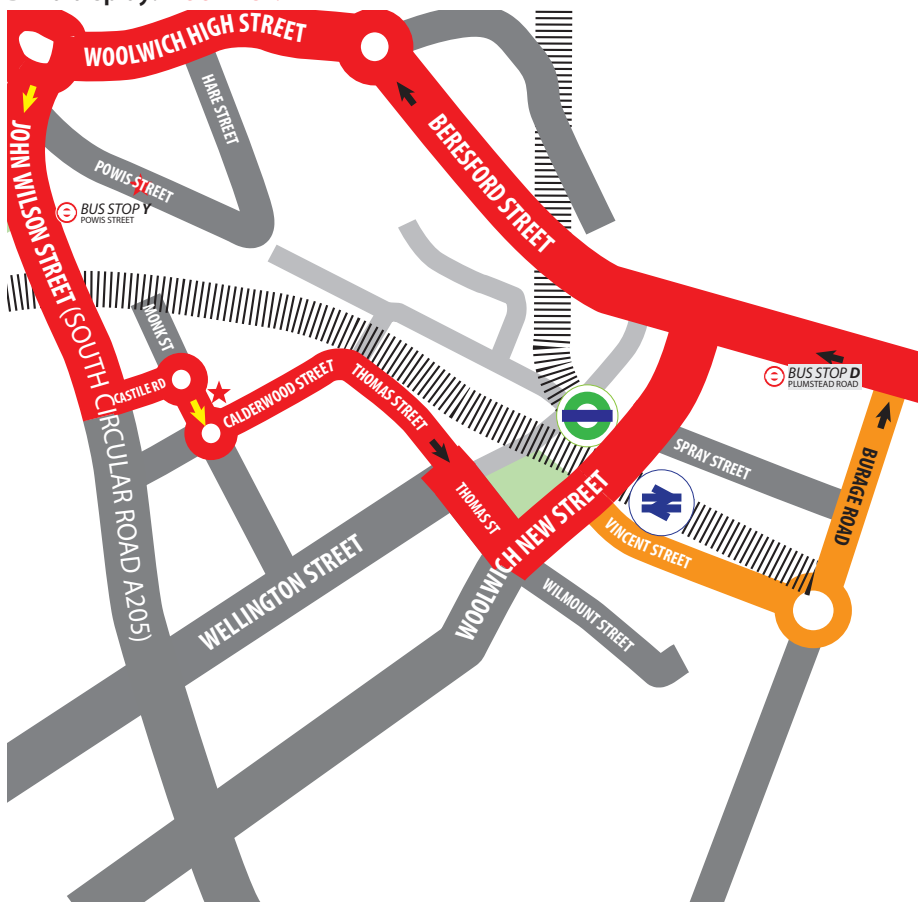 WOOLWICH HIGH STREET
HARE STREET
BERESFORD STREET
JOHN WILSON STREET (SOUTH CIRCULAR ROAD A205)
POWIS STREET
BUS STOP Y
POWIS STREET
MONK ST
CASTILE RD
CALDERWOOD STREET
THOMAS STREET
BUS STOP D
PLUMSTEAD ROAD
SPRAY STREET
BURAGE ROAD
THOMAS ST
WOOLWICH NEW STREET
VINCENT STREET
WELLINGTON STREET
WILMOUNT STREET